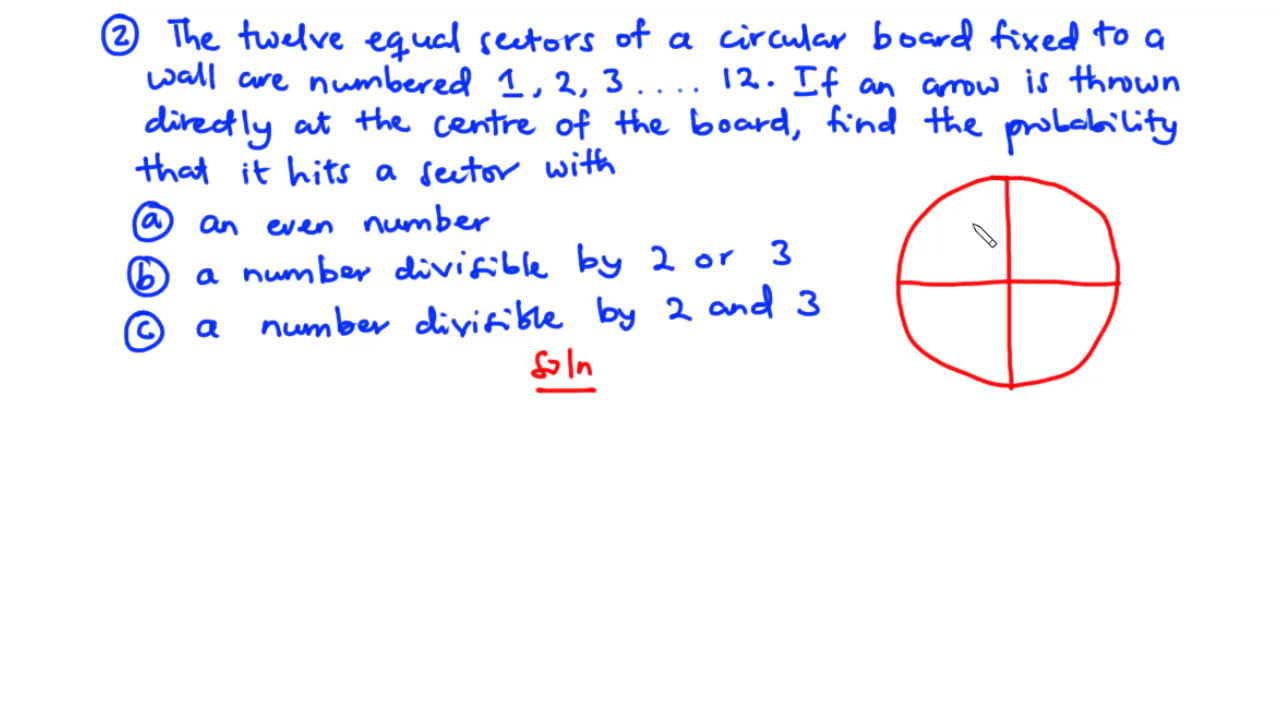 ② The twelve equal sectors of a circular board fixed to a
wall are numbered 1, 2, 3 .... 12. If an arrow is thrown
directly at the centre of the board, find the probability
that it hits a sector with
ⓐ an even number
ⓑ a number divisible by 2 or 3
ⓒ a number divisible by 2 and 3
Soln